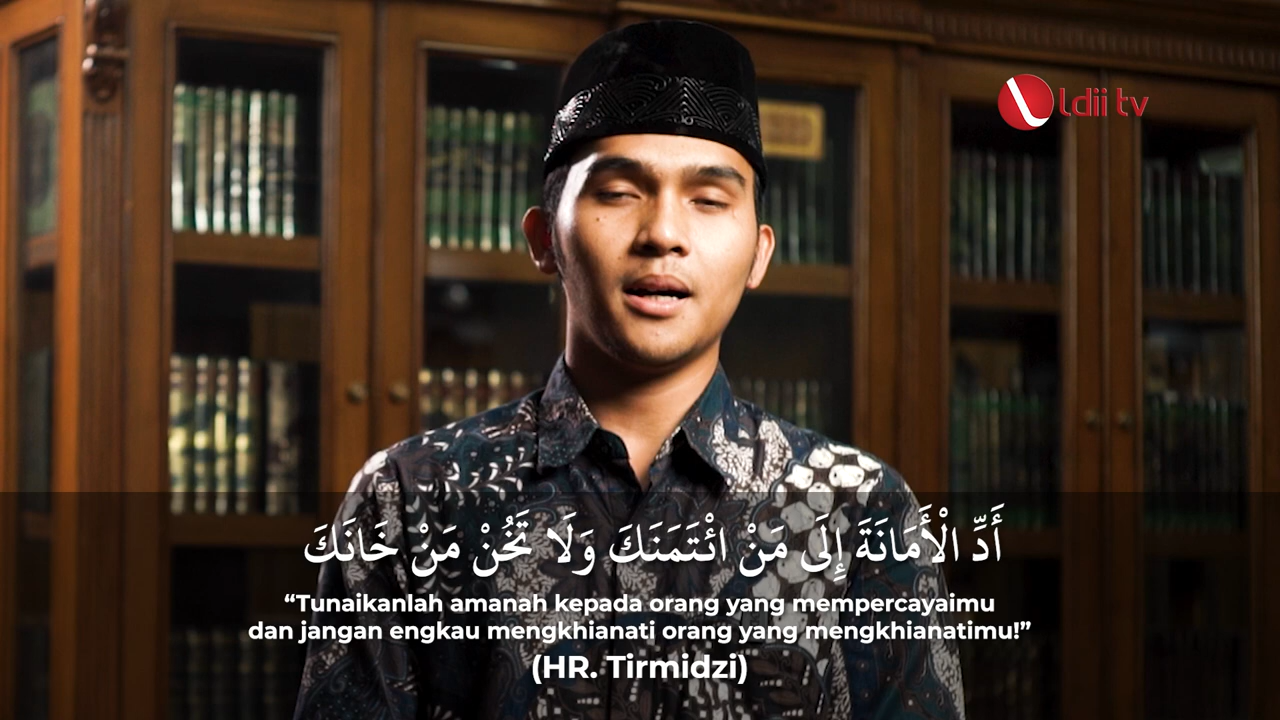 ldii tv
أَدِّ الْأَمَانَةَ إِلَى مَنْ ائْتَمَنَكَ وَلَا تَخُنْ مَنْ خَانَكَ
“Tunaikanlah amanah kepada orang yang mempercayaimu
dan jangan engkau mengkhianati orang yang mengkhianatimu!”
(HR. Tirmidzi)